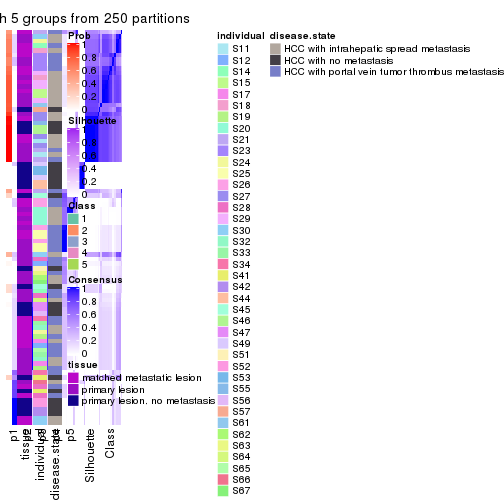 h 5 groups from 250 partitions
Prob
1
0.8
0.6
0.4
0.2
0
Silhouette
1
0.8
0.6
0.4
0.2
0
Class
1
2
3
4
5
Consensus
1
0.8
0.6
0.4
0.2
0
tissue
matched metastatic lesion
primary lesion
primary lesion. no metastasis
individual
S11
S12
S14
S15
S17
S18
S19
S20
S21
S23
S24
S25
S26
S27
S28
S29
S30
S32
S33
S34
S41
S42
S44
S45
S46
S47
S49
S51
S52
S53
S55
S56
S57
S61
S62
S63
S64
S65
S66
S67
disease.state
HCC with intrahepatic spread metastasis
HCC with no metastasis
HCC with portal vein tumor thrombus metastasis
p1
tissue
individual
disease.state
p5
Silhouette
Class